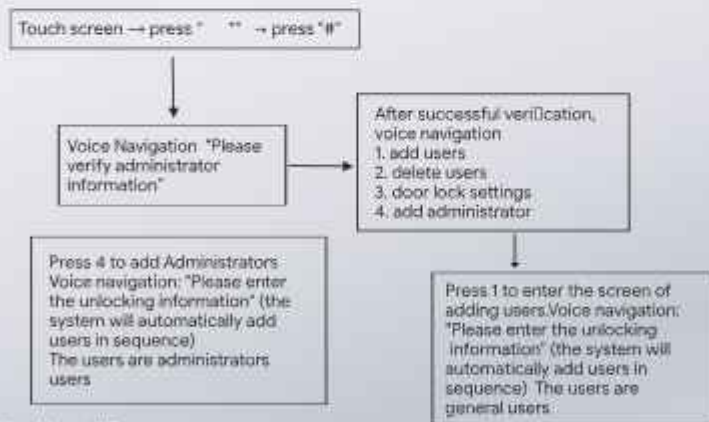 Touch screen → press " "" → press "#"
Voice Navigation "Please
verify administrator
information"
After successful veri▯cation,
voice navigation
1. add users
2. delete users
3. door lock settings
4. add administrator
Press 4 to add Administrators
Voice navigation: "Please enter
the unlocking information" (the
system will automatically add
users in sequence)
The users are administrators
users
Press 1 to enter the screen of
adding users.Voice navigation:
"Please enter the unlocking
information" (the system will
automatically add users in
sequence) The users are
general users